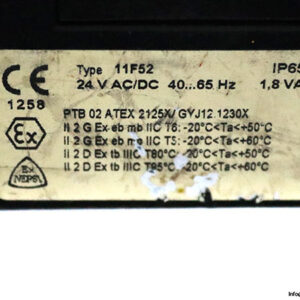 Type 11F52 IP65
24 V AC/DC 40...65 Hz 1,8 VA
CE
1258
PTB 02 ATEX 2125X/ GYJ12.1230X
Ex
II 2 G Ex eb mb IIC T6: -20°C<Ta<+50°C
II 2 G Ex eb mb IIC T5: -20°C<Ta<+60°C
II 2 D Ex tb IIIC T80°C -20°C<Ta<+50°C
II 2 D Ex tb IIIC T95°C -20°C<Ta<+60°C
Ex
NEPSI